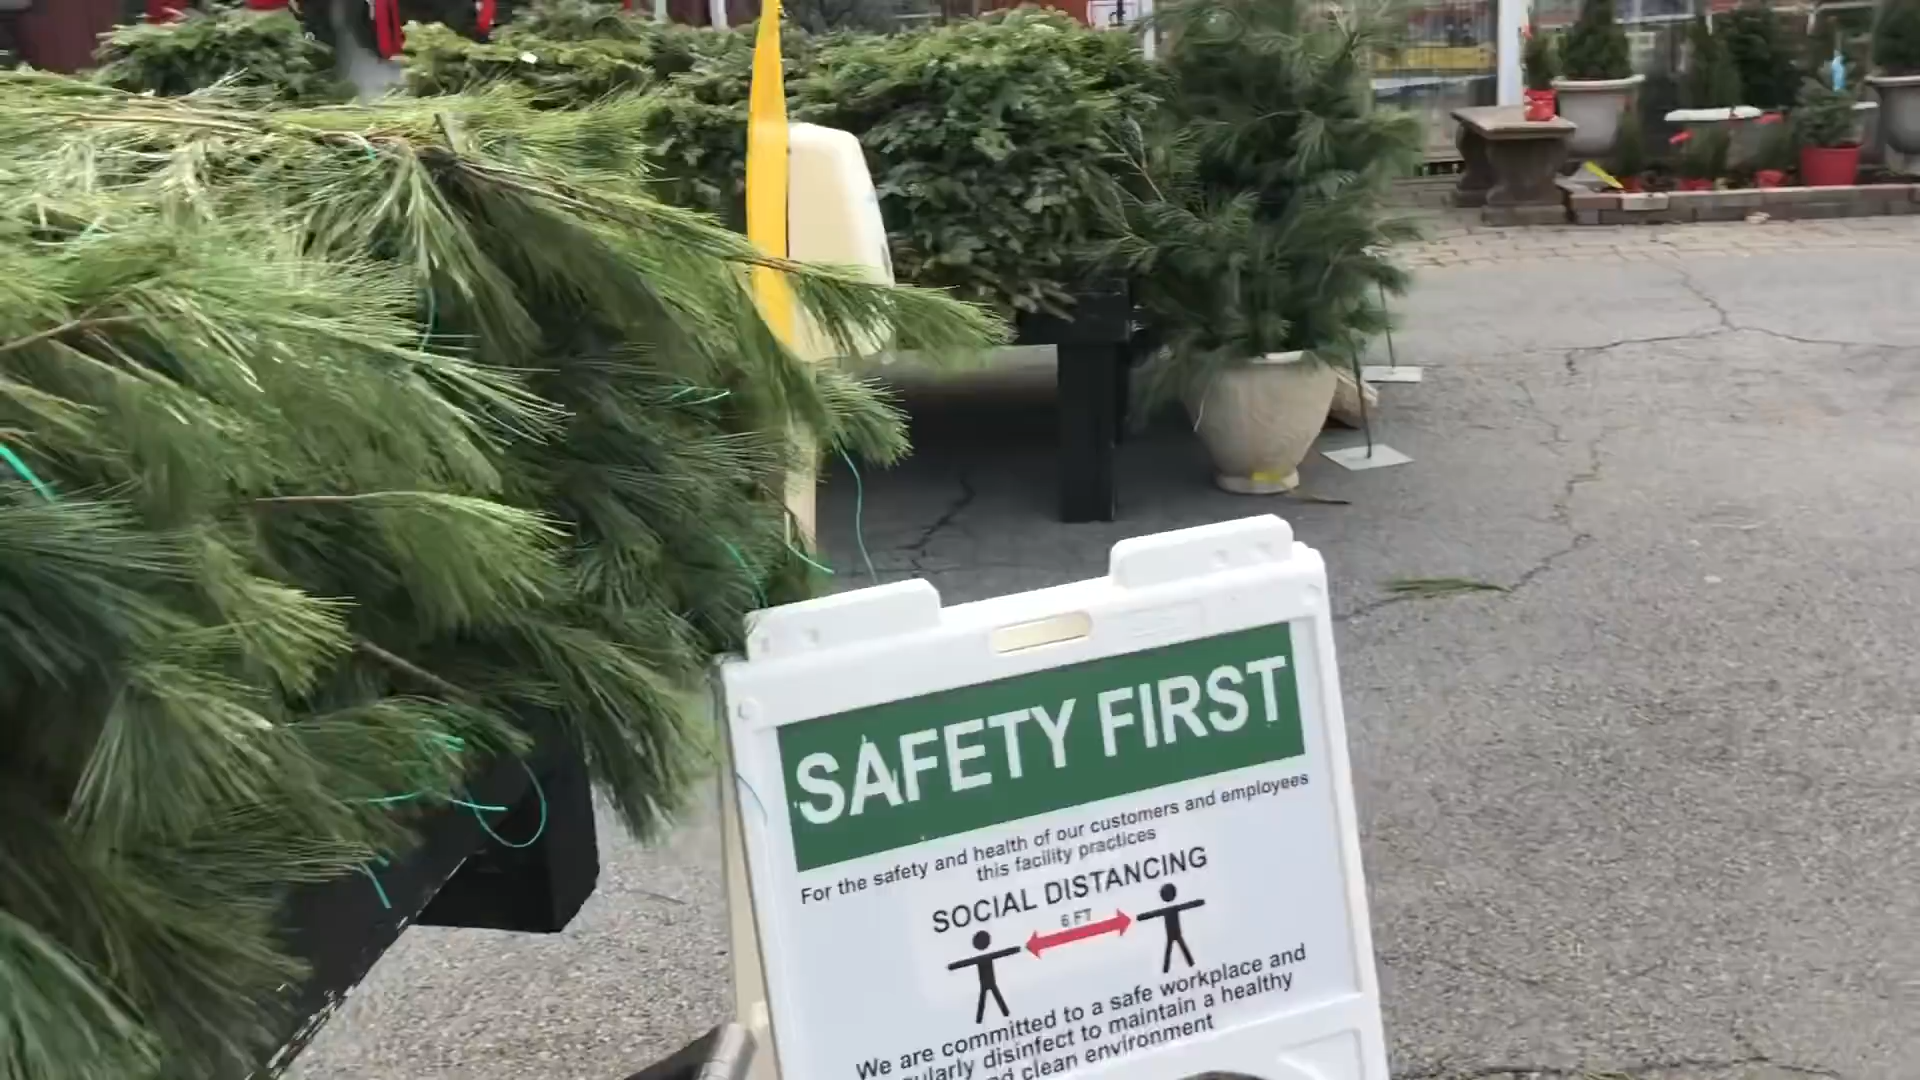 SAFETY FIRST
For the safety and health of our customers and employees
this facility practices
SOCIAL DISTANCING
6 FT
We are committed to a safe workplace and
disinfect to maintain a healthy
clean environment